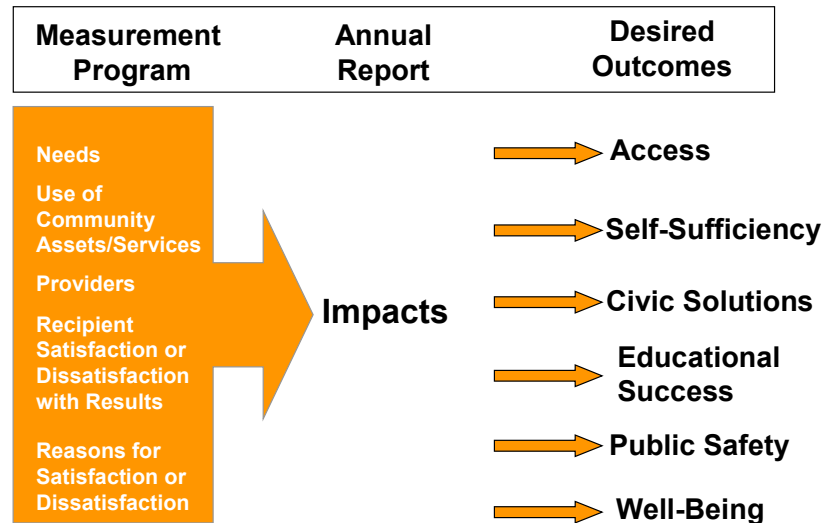 Measurement
Program
Annual
Report
Desired
Outcomes
Needs
Use of
Community
Assets/Services
Providers
Recipient
Satisfaction or
Dissatisfaction
with Results
Reasons for
Satisfaction or
Dissatisfaction
Impacts
Access
Self-Sufficiency
Civic Solutions
Educational
Success
Public Safety
Well-Being